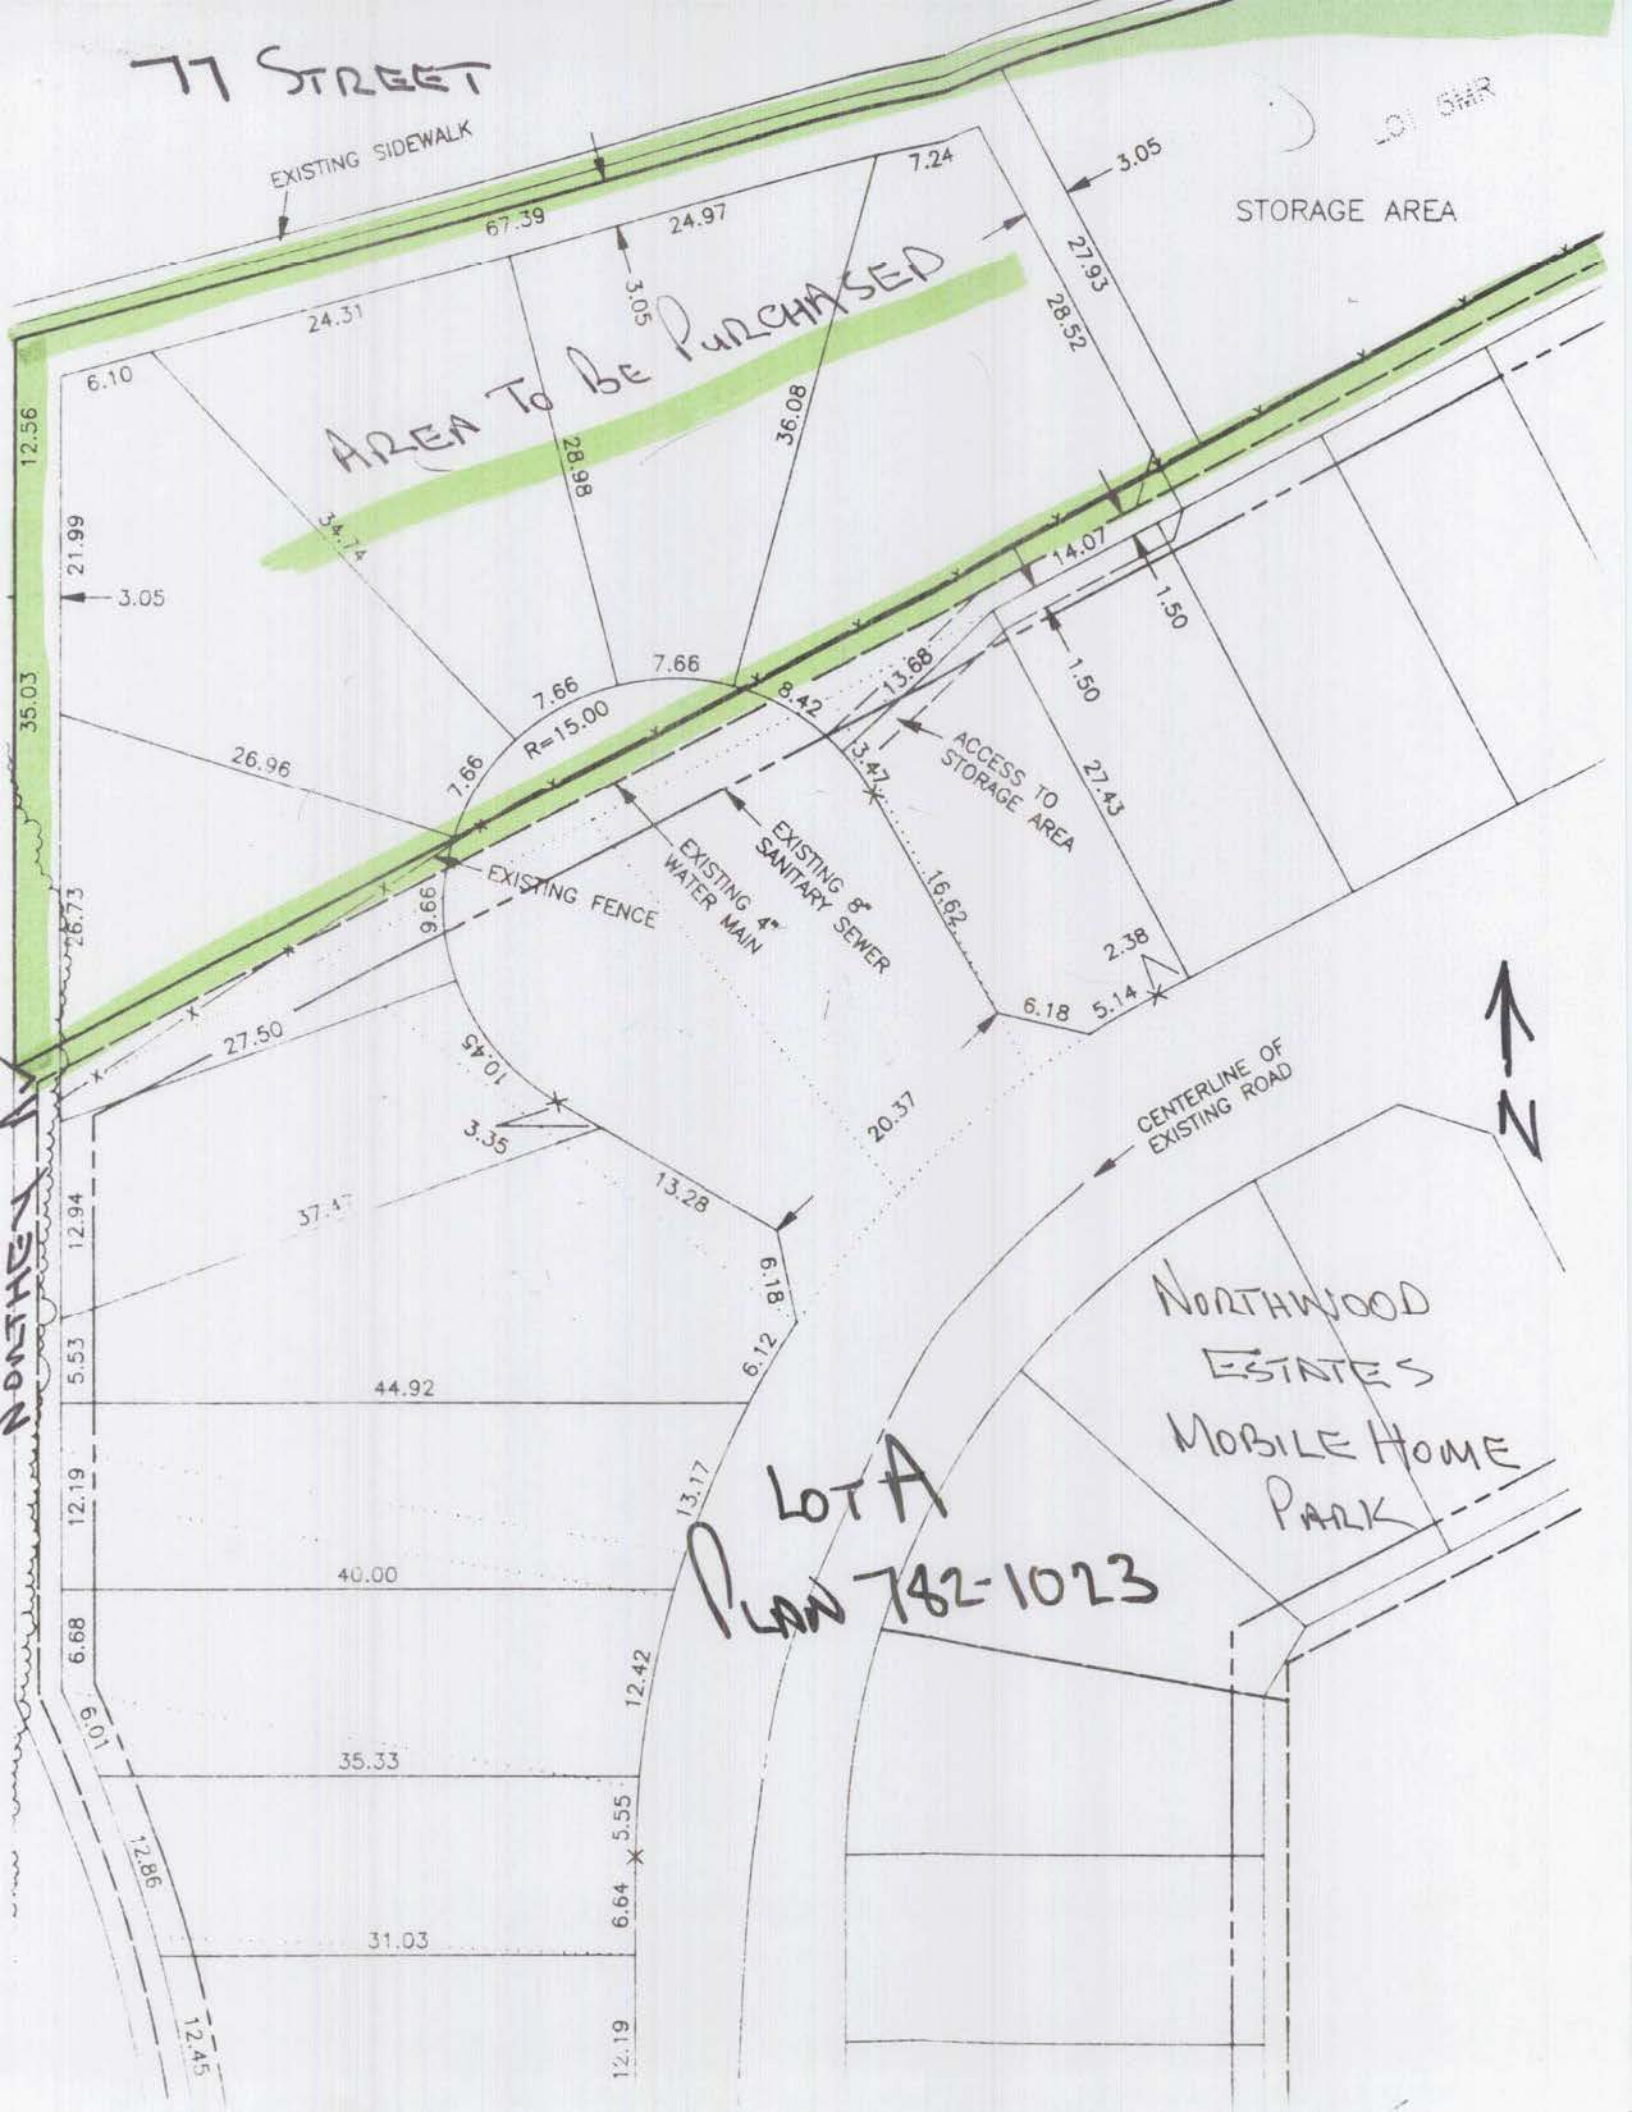 77 STREET
EXISTING SIDEWALK
LOT 5MR
STORAGE AREA
3.05
7.24
67.39
24.97
3.05
24.31
6.10
27.93
28.52
AREA TO BE PURCHASED
12.56
21.99
3.05
34.74
28.98
36.08
14.07
1.50
1.50
35.03
26.96
7.66
7.66
7.66
R=15.00
8.42
13.68
3.47
ACCESS TO
STORAGE AREA
27.43
26.73
9.66
EXISTING FENCE
EXISTING 4"
WATER MAIN
EXISTING 8"
SANITARY SEWER
16.62
2.38
6.18
5.14
27.50
10.45
3.35
20.37
CENTERLINE OF
EXISTING ROAD
N
37.47
13.28
12.94
6.18
6.12
5.53
NORTHEY AV
44.92
NORTHWOOD
ESTATES
MOBILE HOME
PARK
LOT A
PLAN 782-1023
13.17
12.19
40.00
6.68
12.42
6.01
35.33
5.55
12.86
6.64
31.03
12.19
12.45